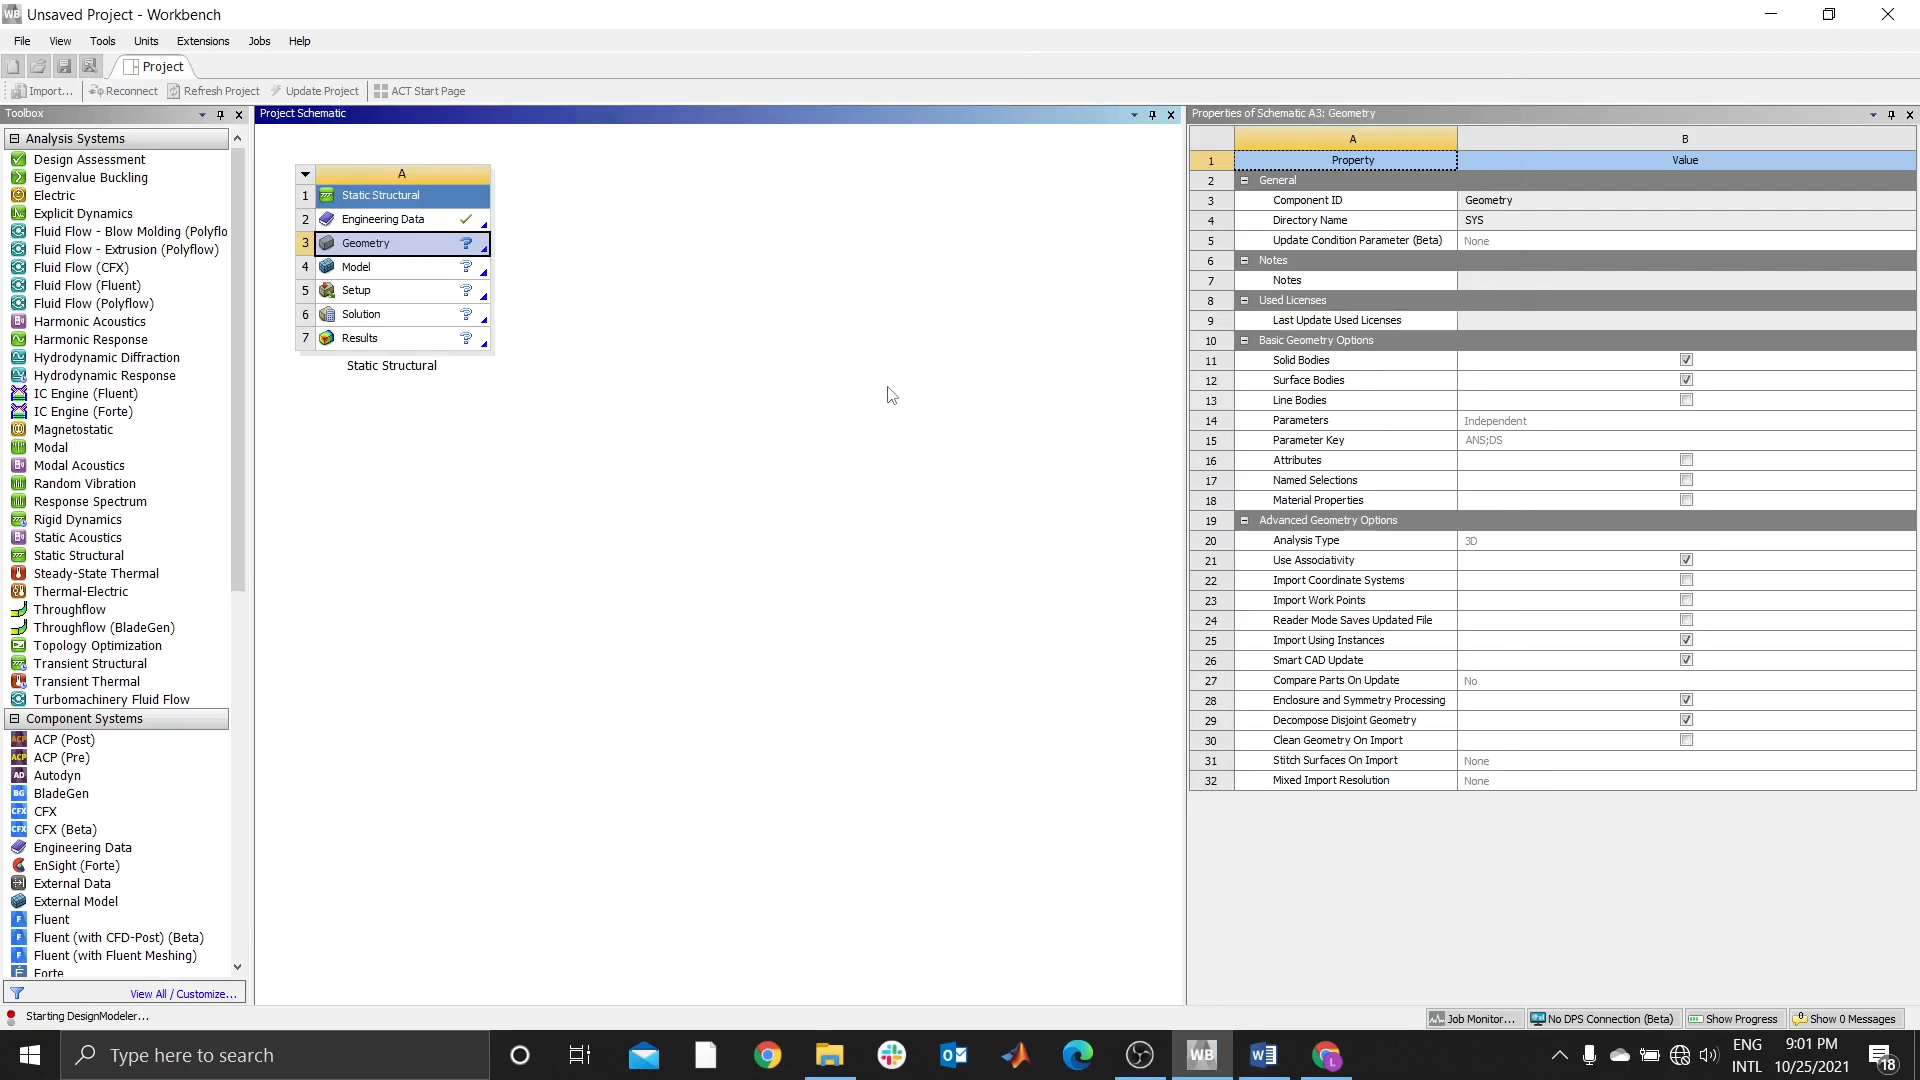 Unsaved Project - Workbench
File View Tools Units Extensions Jobs Help
Project
Import... Reconnect Refresh Project Update Project ACT Start Page
Toolbox
Analysis Systems
Design Assessment
Eigenvalue Buckling
Electric
Explicit Dynamics
Fluid Flow - Blow Molding (Polyflo
Fluid Flow - Extrusion (Polyflow)
Fluid Flow (CFX)
Fluid Flow (Fluent)
Fluid Flow (Polyflow)
Harmonic Acoustics
Harmonic Response
Hydrodynamic Diffraction
Hydrodynamic Response
IC Engine (Fluent)
IC Engine (Forte)
Magnetostatic
Modal
Modal Acoustics
Random Vibration
Response Spectrum
Rigid Dynamics
Static Acoustics
Static Structural
Steady-State Thermal
Thermal-Electric
Throughflow
Throughflow (BladeGen)
Topology Optimization
Transient Structural
Transient Thermal
Turbomachinery Fluid Flow
Component Systems
ACP (Post)
ACP (Pre)
Autodyn
BladeGen
CFX
CFX (Beta)
Engineering Data
EnSight (Forte)
External Data
External Model
Fluent
Fluent (with CFD-Post) (Beta)
Fluent (with Fluent Meshing)
Forte
View All / Customize...
Project Schematic
A
1 Static Structural
2 Engineering Data
3 Geometry ?
4 Model ?
5 Setup ?
6 Solution ?
7 Results ?
Static Structural
Properties of Schematic A3: Geometry
A B
1 Property Value
2 General
3 Component ID Geometry
4 Directory Name SYS
5 Update Condition Parameter (Beta) None
6 Notes
7 Notes
8 Used Licenses
9 Last Update Used Licenses
10 Basic Geometry Options
11 Solid Bodies
12 Surface Bodies
13 Line Bodies
14 Parameters Independent
15 Parameter Key ANS;DS
16 Attributes
17 Named Selections
18 Material Properties
19 Advanced Geometry Options
20 Analysis Type 3D
21 Use Associativity
22 Import Coordinate Systems
23 Import Work Points
24 Reader Mode Saves Updated File
25 Import Using Instances
26 Smart CAD Update
27 Compare Parts On Update No
28 Enclosure and Symmetry Processing
29 Decompose Disjoint Geometry
30 Clean Geometry On Import
31 Stitch Surfaces On Import None
32 Mixed Import Resolution None
Starting DesignModeler...
Job Monitor... No DPS Connection (Beta) Show Progress Show 0 Messages
Type here to search
WB
ENG
INTL
9:01 PM
10/25/2021
18